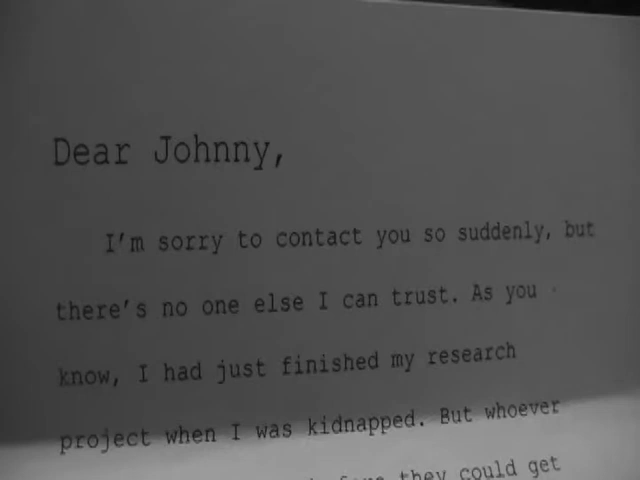 Dear Johnny,
I'm sorry to contact you so suddenly, but
there's no one else I can trust. As you
know, I had just finished my research
project when I was kidnapped. But whoever
they could get